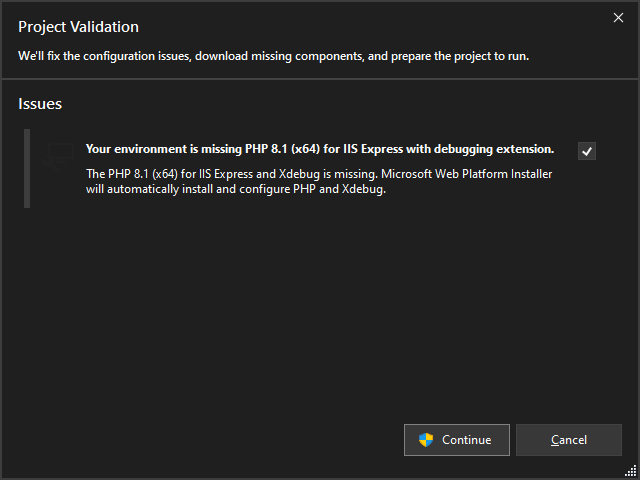 Project Validation
We'll fix the configuration issues, download missing components, and prepare the project to run.
Issues
Your environment is missing PHP 8.1 (x64) for IIS Express with debugging extension.
The PHP 8.1 (x64) for IIS Express and Xdebug is missing. Microsoft Web Platform Installer
will automatically install and configure PHP and Xdebug.
Continue
Cancel